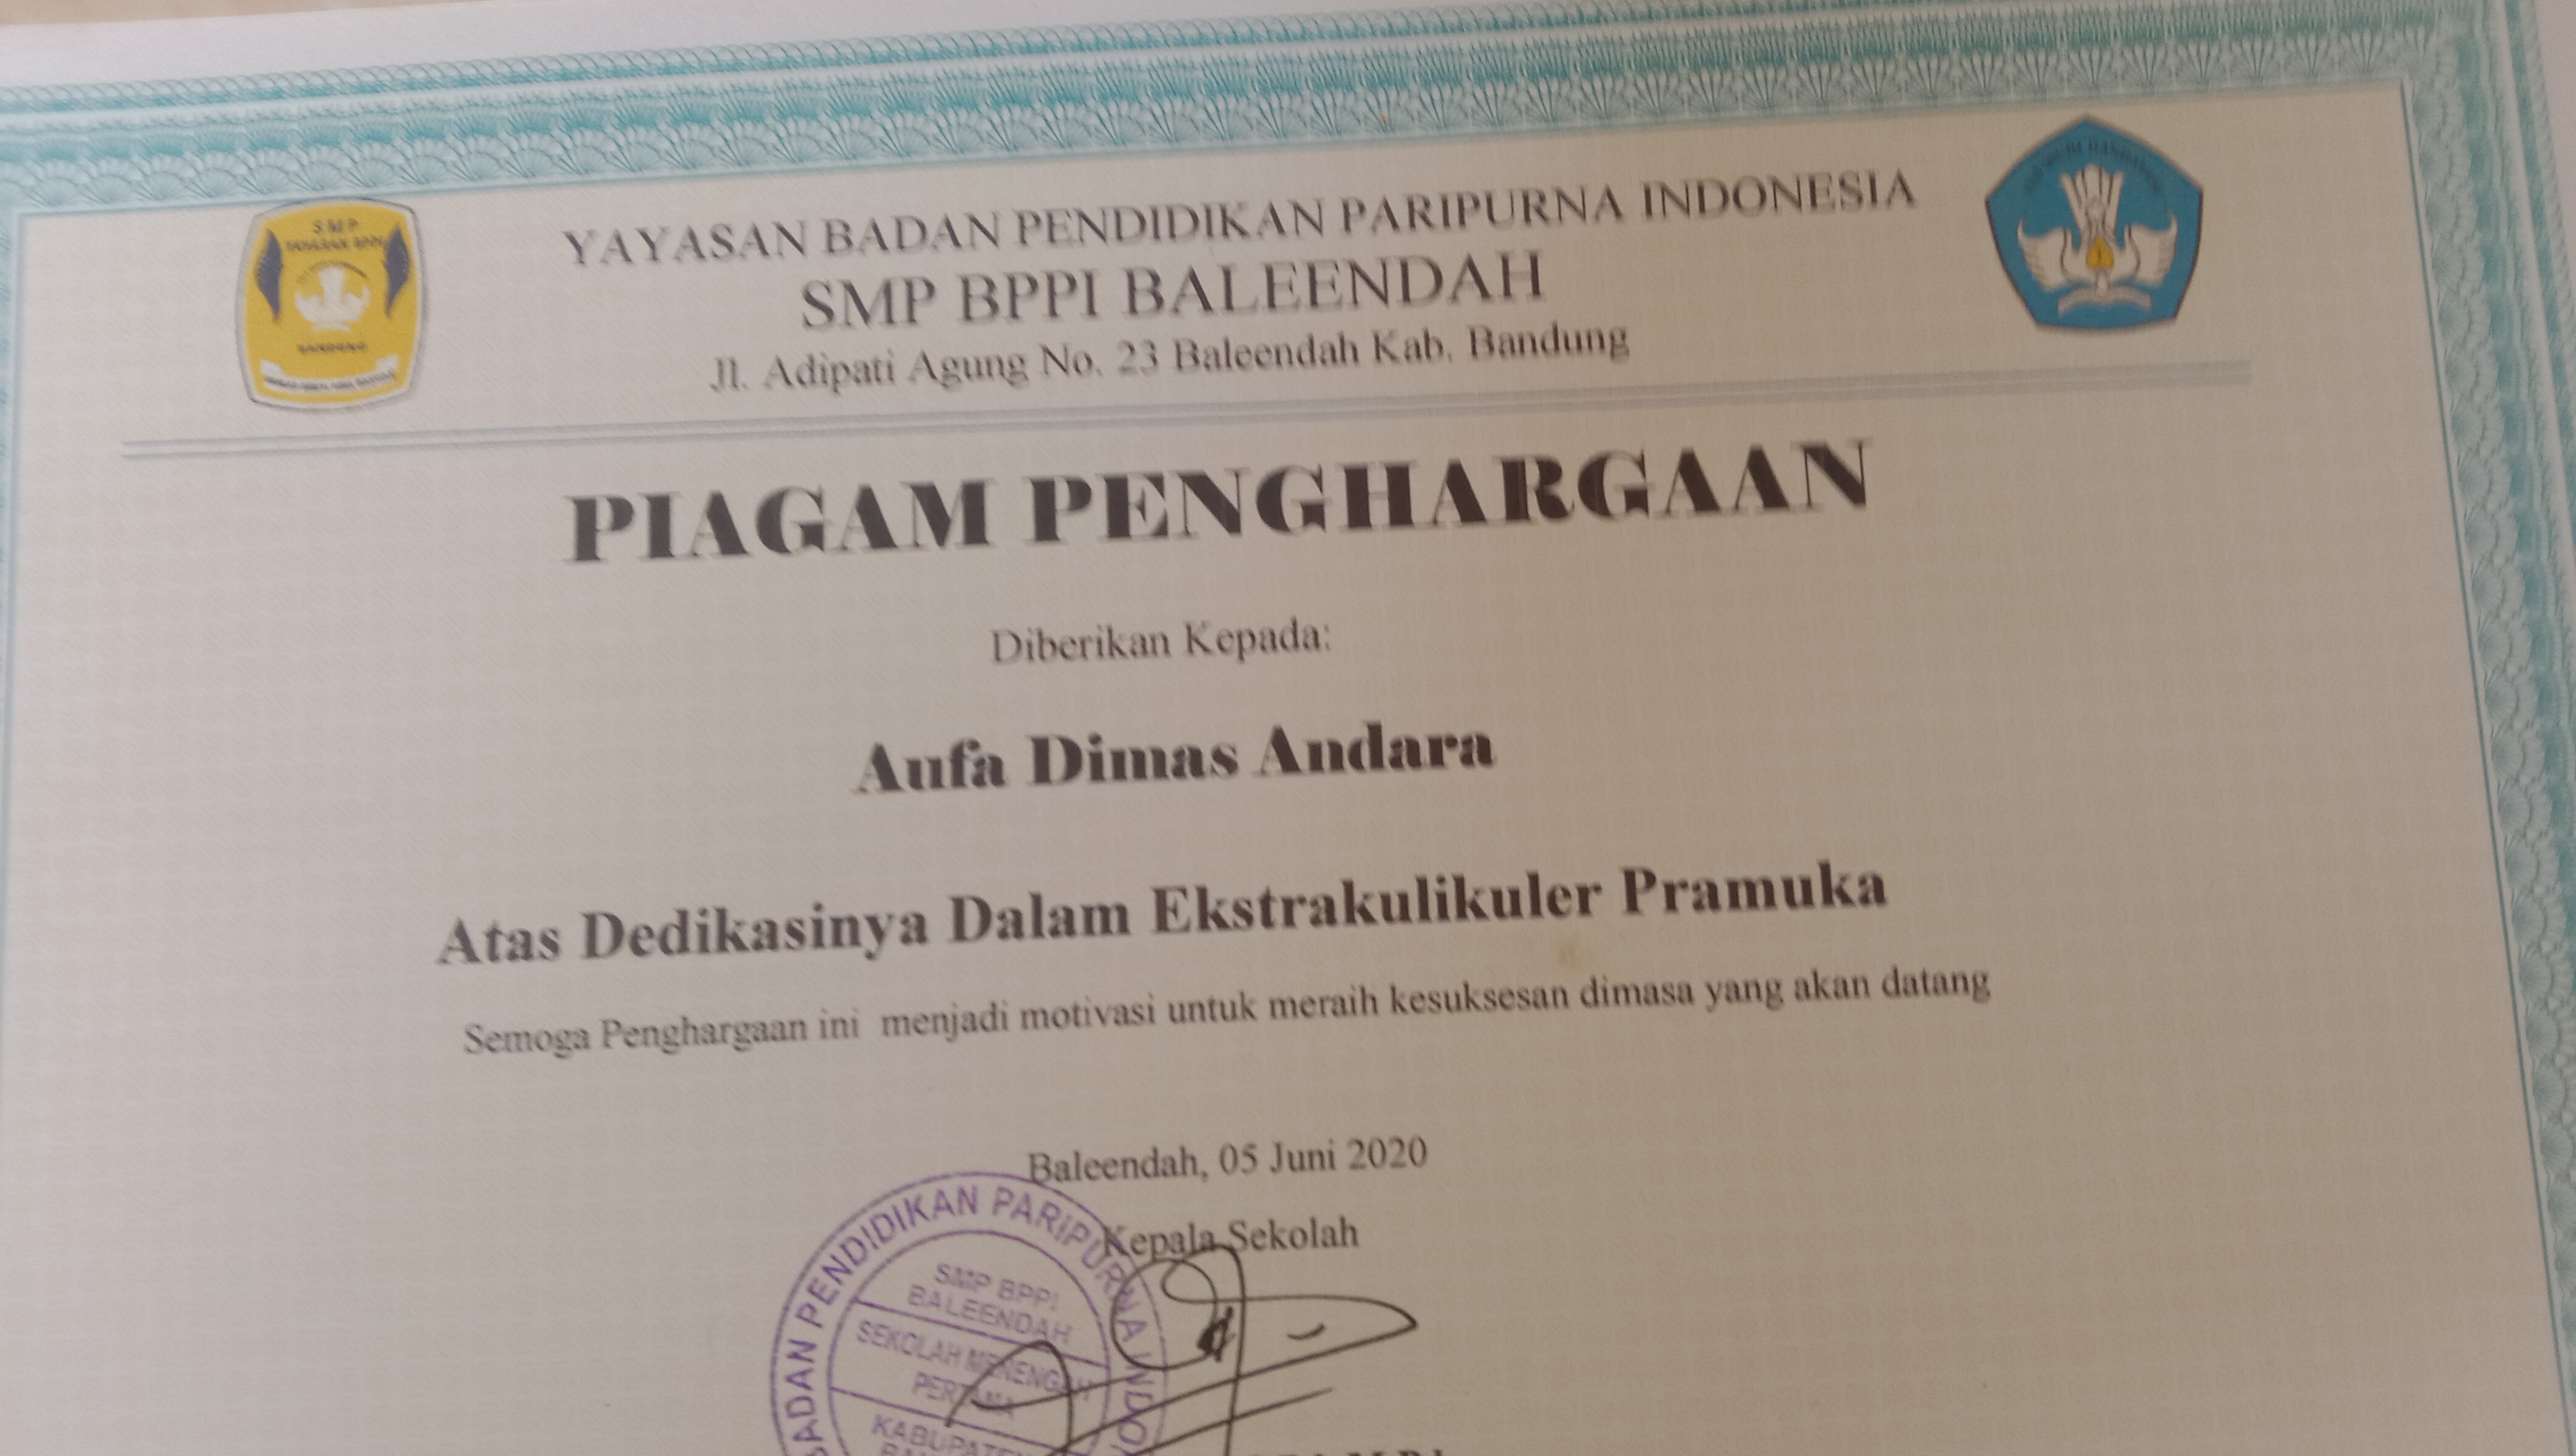 SMP
YAYASAN BPPI
BANDUNG
YAYASAN BADAN PENDIDIKAN PARIPURNA INDONESIA
SMP BPPI BALEENDAH
Jl. Adipati Agung No. 23 Baleendah Kab. Bandung
TUT WURI HANDAYANI
PIAGAM PENGHARGAAN
Diberikan Kepada:
Aufa Dimas Andara
Atas Dedikasinya Dalam Ekstrakulikuler Pramuka
Semoga Penghargaan ini menjadi motivasi untuk meraih kesuksesan dimasa yang akan datang
Baleendah, 05 Juni 2020
Kepala Sekolah
BADAN PENDIDIKAN PARIPURNA INDO
SMP BPPI
BALEENDAH
SEKOLAH MENENGAH
PERTAMA
KABUPATEN